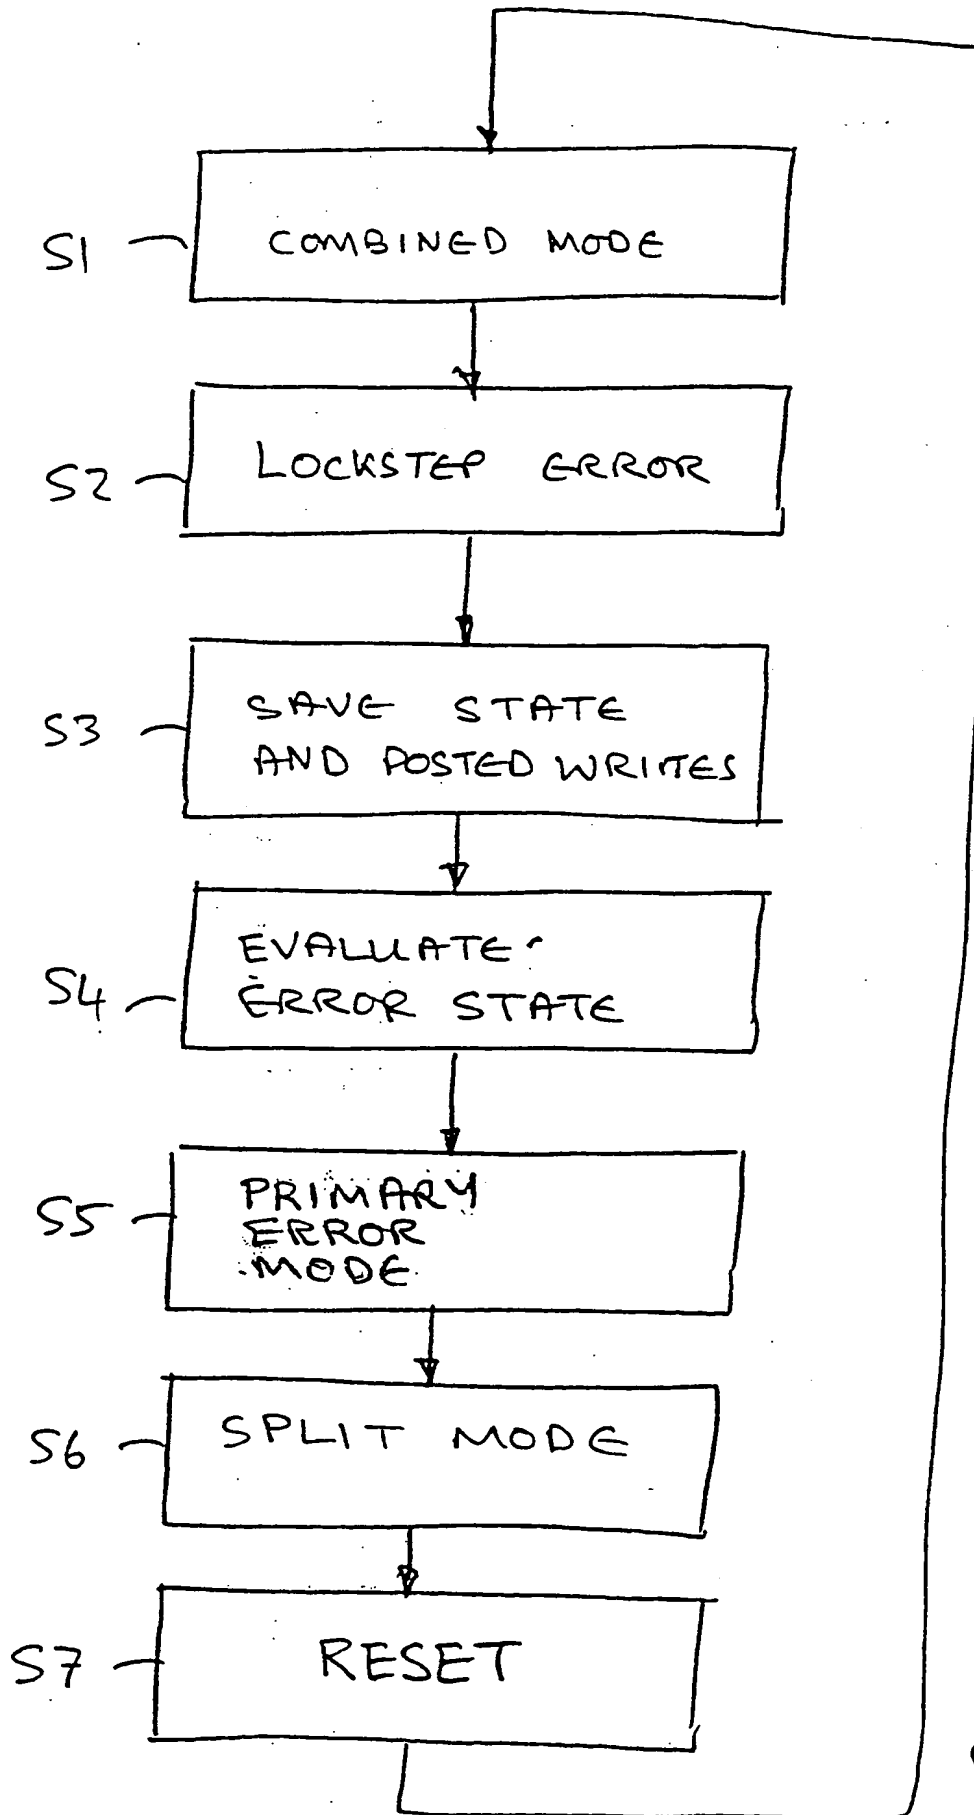 S1 COMBINED MODE
S2 LOCKSTEP ERROR
S3 SAVE STATE
AND POSTED WRITES
S4 EVALUATE
ERROR STATE
S5 PRIMARY
ERROR
MODE
S6 SPLIT MODE
S7 RESET